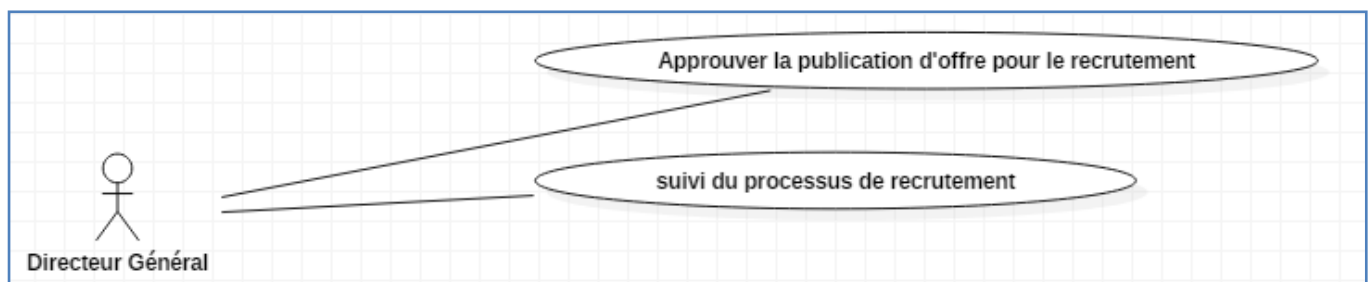 Approuver la publication d'offre pour le recrutement
suivi du processus de recrutement
Directeur Général